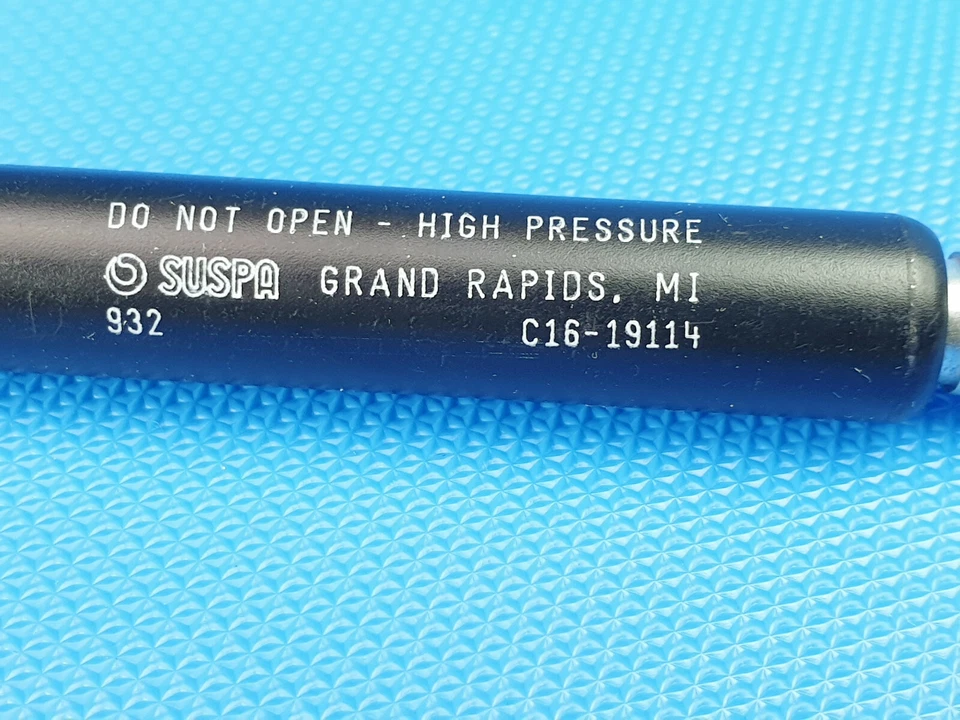 DO NOT OPEN - HIGH PRESSURE
SUSPA GRAND RAPIDS. MI
932 C16-19114